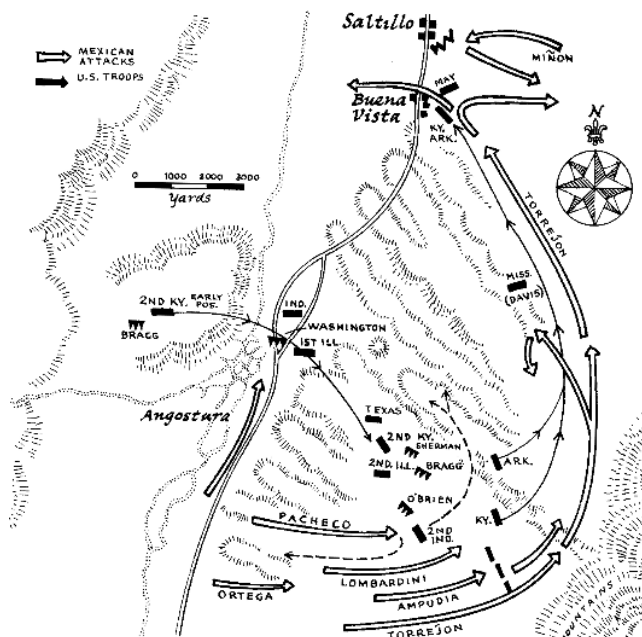 MEXICAN
ATTACKS
U.S. TROOPS
Saltillo
MIÑON
MAY
Buena
Vista
KY.
ARK.
N
0 1000 2000 3000
yards
TORREJON
MISS.
(DAVIS)
2ND KY. EARLY
POS.
IND.
BRAGG
WASHINGTON
1ST ILL.
Angostura
TEXAS
2ND KY.
SHERMAN
2ND. ILL.
BRAGG
ARK.
O'BRIEN
KY.
PACHECO
2ND
IND.
LOMBARDINI
ORTEGA
AMPUDIA
TORREJON
MOUNTAINS